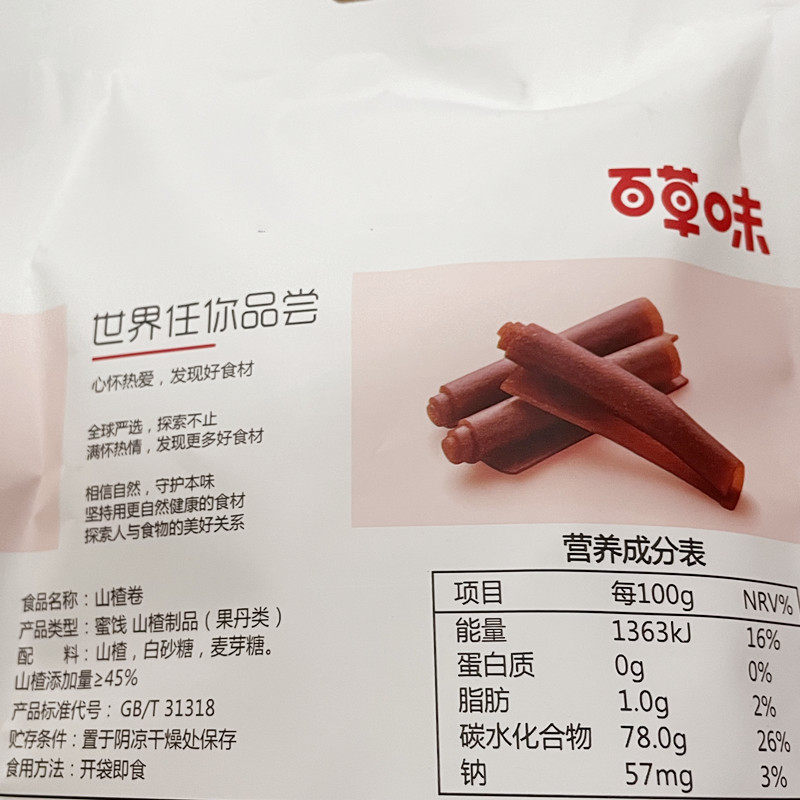 百草味
世界任你品尝
心怀热爱，发现好食材
全球严选，探索不止
满怀热情，发现更多好食材
相信自然，守护本味
坚持用更自然健康的食材
探索人与食物的美好关系
食品名称：山楂卷
产品类型：蜜饯 山楂制品（果丹类）
配 料：山楂，白砂糖，麦芽糖。
山楂添加量≥45%
产品标准代号：GB/T 31318
贮存条件：置于阴凉干燥处保存
食用方法：开袋即食
营养成分表
项目 每100g NRV%
能量 1363kJ 16%
蛋白质 0g 0%
脂肪 1.0g 2%
碳水化合物 78.0g 26%
钠 57mg 3%